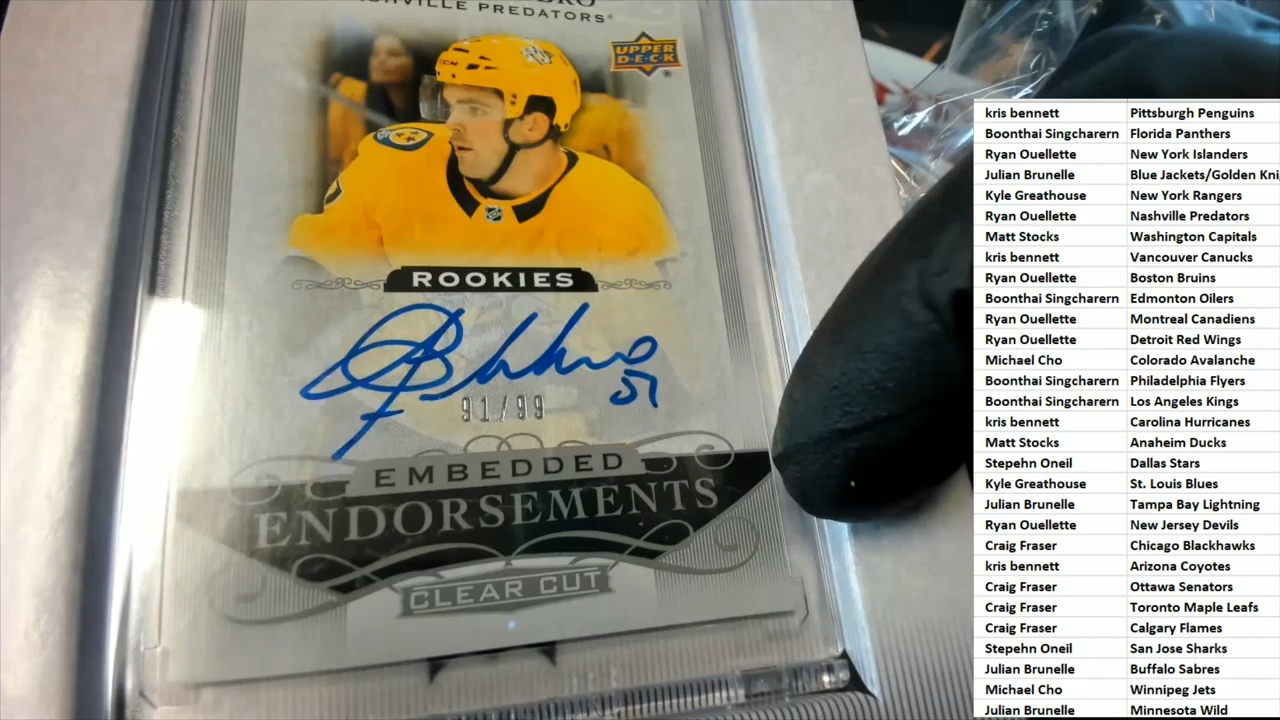 NASHVILLE PREDATORS
UPPER
D·E·C·K
ROOKIES
51
91/99
EMBEDDED
ENDORSEMENTS
CLEAR CUT
kris bennett Pittsburgh Penguins
Boonthai Singcharern Florida Panthers
Ryan Ouellette New York Islanders
Julian Brunelle Blue Jackets/Golden Kni
Kyle Greathouse New York Rangers
Ryan Ouellette Nashville Predators
Matt Stocks Washington Capitals
kris bennett Vancouver Canucks
Ryan Ouellette Boston Bruins
Boonthai Singcharern Edmonton Oilers
Ryan Ouellette Montreal Canadiens
Ryan Ouellette Detroit Red Wings
Michael Cho Colorado Avalanche
Boonthai Singcharern Philadelphia Flyers
Boonthai Singcharern Los Angeles Kings
kris bennett Carolina Hurricanes
Matt Stocks Anaheim Ducks
Stepehn Oneil Dallas Stars
Kyle Greathouse St. Louis Blues
Julian Brunelle Tampa Bay Lightning
Ryan Ouellette New Jersey Devils
Craig Fraser Chicago Blackhawks
kris bennett Arizona Coyotes
Craig Fraser Ottawa Senators
Craig Fraser Toronto Maple Leafs
Craig Fraser Calgary Flames
Stepehn Oneil San Jose Sharks
Julian Brunelle Buffalo Sabres
Michael Cho Winnipeg Jets
Julian Brunelle Minnesota Wild